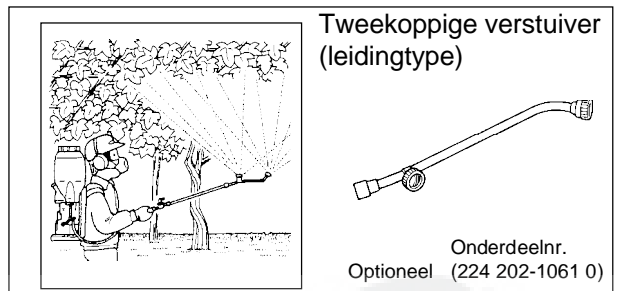 Tweekoppige verstuiver
(leidingtype)
Onderdeelnr.
Optioneel (224 202-1061 0)